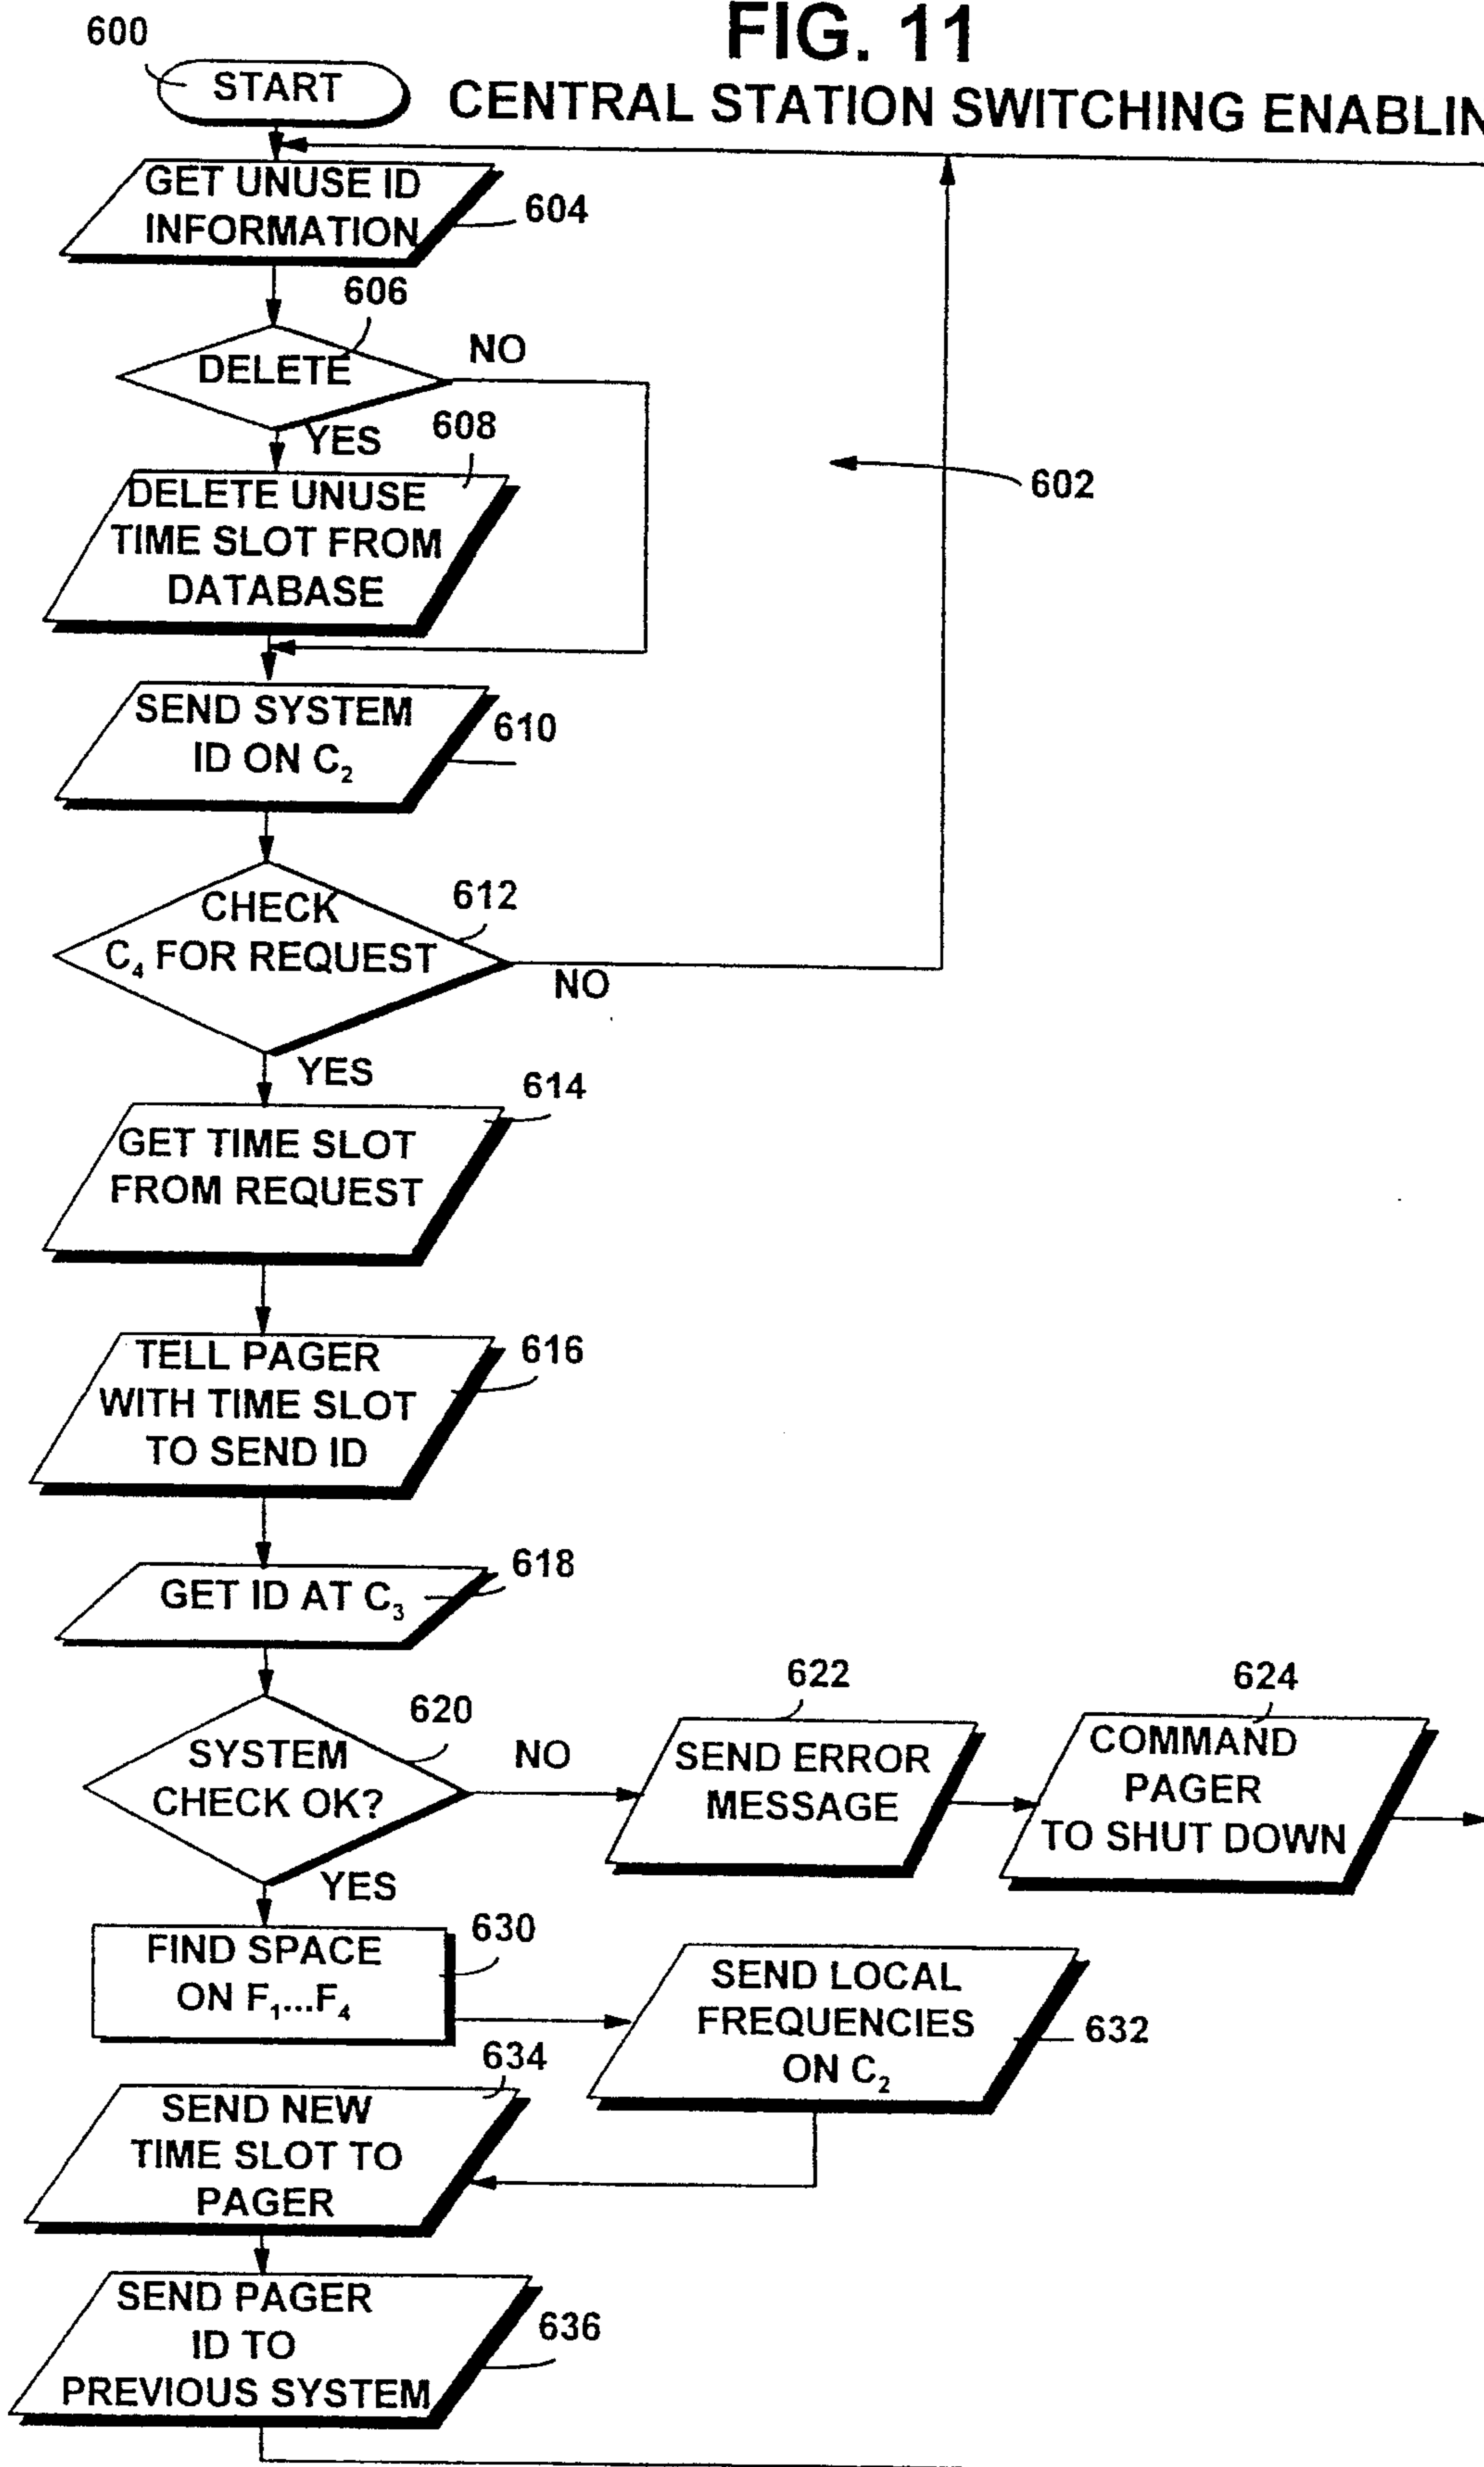 FIG. 11
600
START
CENTRAL STATION SWITCHING ENABLIN
GET UNUSE ID
INFORMATION
604
606
DELETE
NO
YES
608
602
DELETE UNUSE
TIME SLOT FROM
DATABASE
SEND SYSTEM
ID ON C₂
610
CHECK
C₄ FOR REQUEST
612
NO
YES
614
GET TIME SLOT
FROM REQUEST
TELL PAGER
WITH TIME SLOT
TO SEND ID
616
GET ID AT C₃
618
620
SYSTEM
CHECK OK?
NO
YES
622
SEND ERROR
MESSAGE
624
COMMAND
PAGER
TO SHUT DOWN
FIND SPACE
ON F₁...F₄
630
SEND LOCAL
FREQUENCIES
ON C₂
632
634
SEND NEW
TIME SLOT TO
PAGER
SEND PAGER
ID TO
PREVIOUS SYSTEM
636